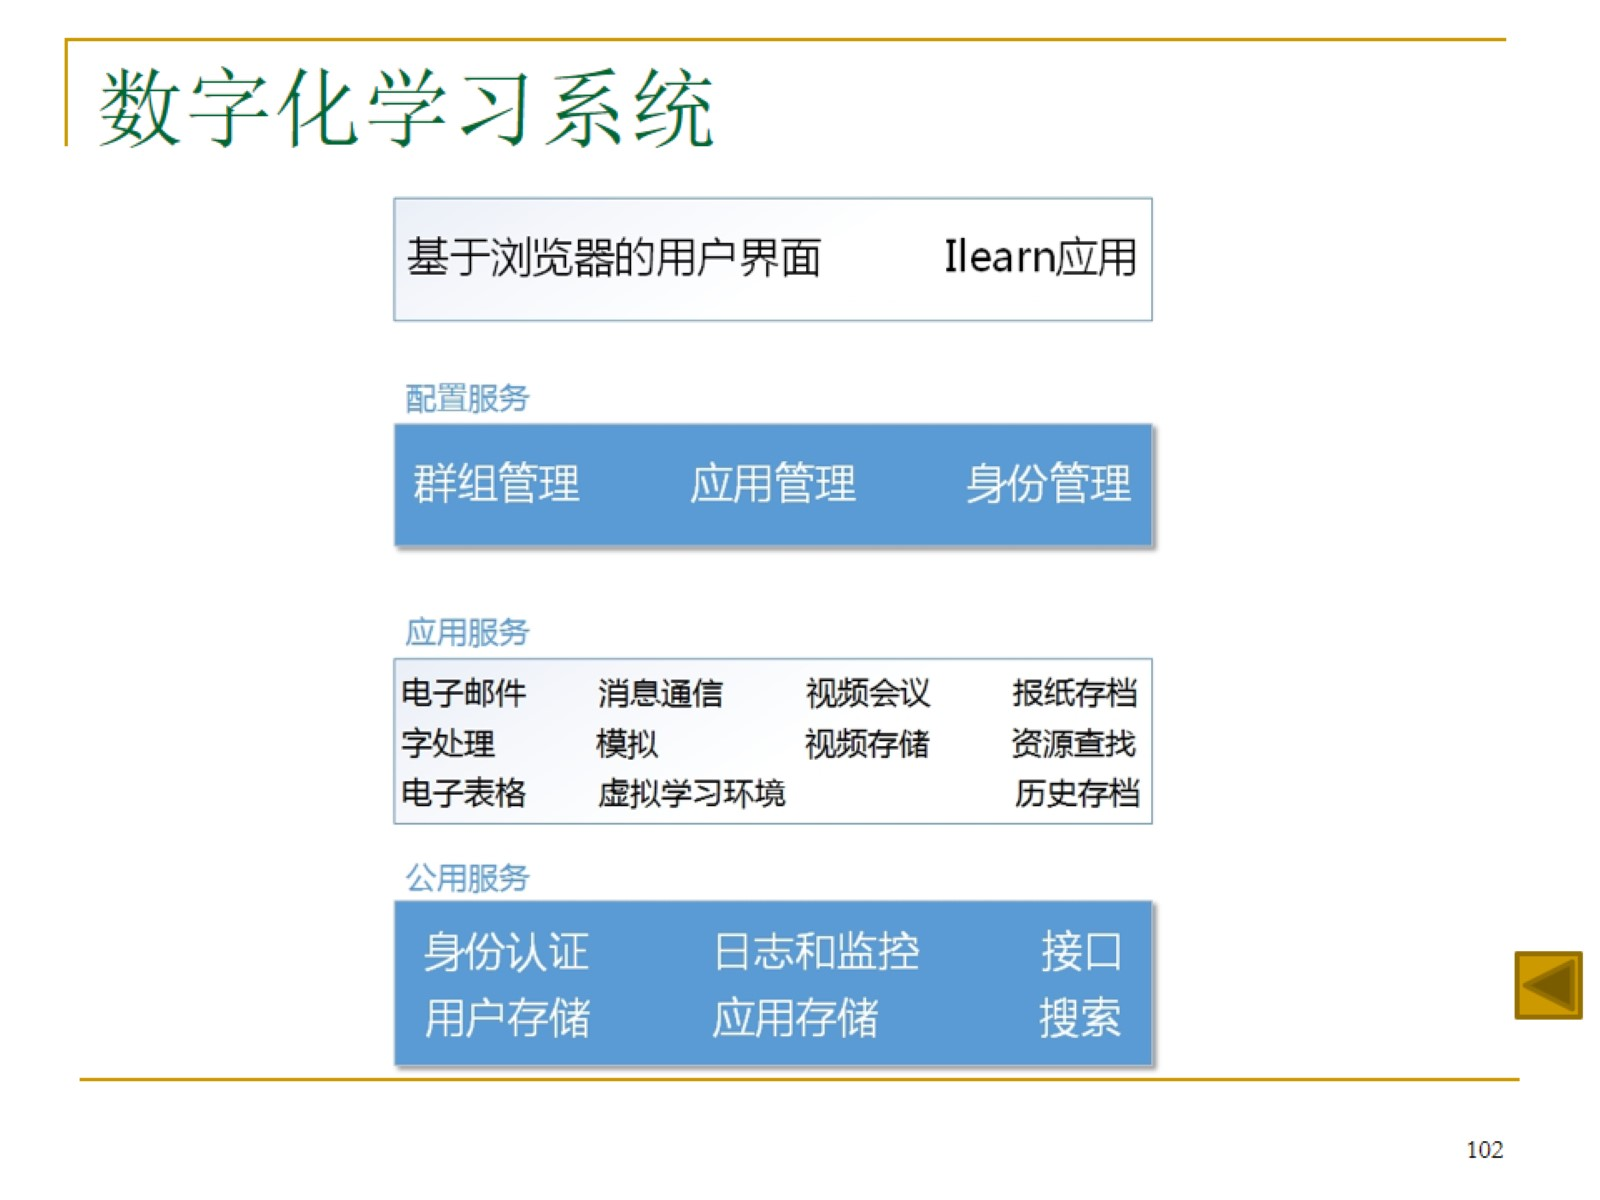 数字化学习系统
基于浏览器的用户界面 Ilearn应用
配置服务
群组管理 应用管理 身份管理
应用服务
电子邮件 消息通信 视频会议 报纸存档
字处理 模拟 视频存储 资源查找
电子表格 虚拟学习环境 历史存档
公用服务
身份认证 日志和监控 接口
用户存储 应用存储 搜索
102